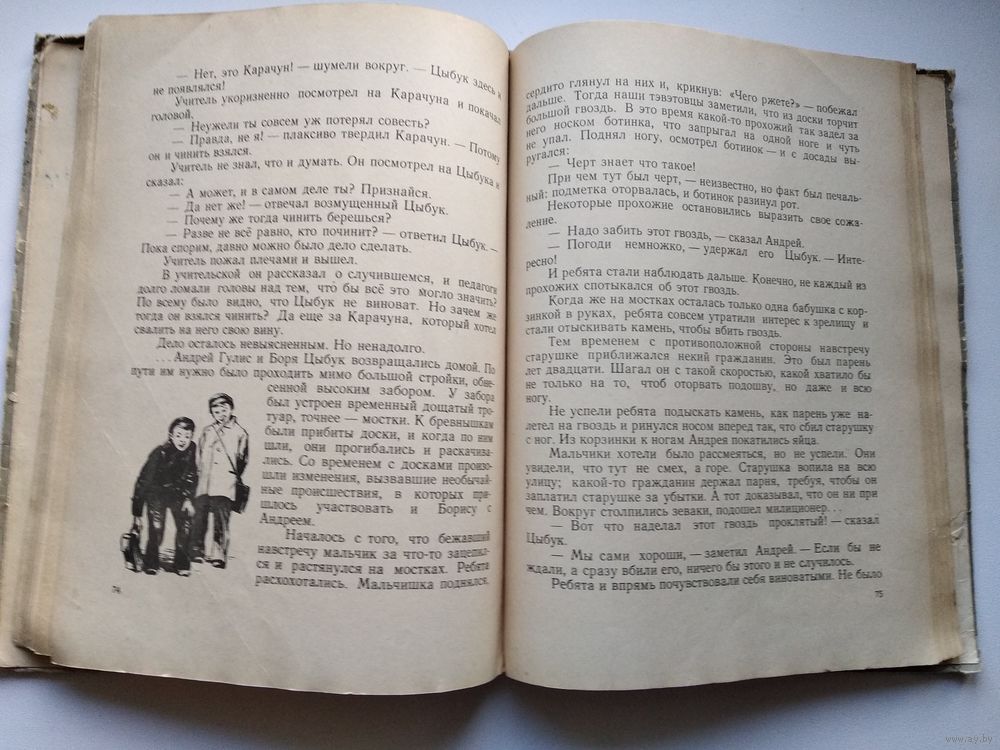 — Нет, это Карачун! — шумели вокруг. — Цыбук здесь и
не появлялся!
Учитель укоризненно посмотрел на Карачуна и покачал
головой.
— Неужели ты совсем уж потерял совесть?
— Правда, не я! — плаксиво твердил Карачун. — Потому
он и чинить взялся.
Учитель не знал, что и думать. Он посмотрел на Цыбука и
сказал:
— А может, и в самом деле ты? Признайся.
— Да нет же! — отвечал возмущенный Цыбук.
— Почему же тогда чинить берешься?
— Разве не всё равно, кто починит? — ответил Цыбук. —
Пока спорим, давно можно было дело сделать.
Учитель пожал плечами и вышел.
В учительской он рассказал о случившемся, и педагоги
долго ломали головы над тем, что бы всё это могло значить?
По всему было видно, что Цыбук не виноват. Но зачем же
тогда он взялся чинить? Да еще за Карачуна, который хотел
свалить на него свою вину.
Дело осталось невыясненным. Но ненадолго.
...Андрей Гулис и Боря Цыбук возвращались домой. По
пути им нужно было проходить мимо большой стройки, обне-
сенной высоким забором. У забора
был устроен временный дощатый тро-
туар, точнее — мостки. К бревнышкам
были прибиты доски, и когда по ним
шли, они прогибались и раскачива-
лись. Со временем с досками произо-
шли изменения, вызвавшие необычай-
ные происшествия, в которых при-
шлось участвовать и Борису с
Андреем.
Началось с того, что бежавший
навстречу мальчик за что-то зацепил-
ся и растянулся на мостках. Ребята
расхохотались. Мальчишка поднялся,
74
сердито глянул на них и, крикнув: «Чего ржете?» — побежал
дальше. Тогда наши тэвэтовцы заметили, что из доски торчит
большой гвоздь. В это время какой-то прохожий так задел за
него носком ботинка, что запрыгал на одной ноге и чуть
не упал. Поднял ногу, осмотрел ботинок — и с досады вы-
ругался:
— Черт знает что такое!
При чем тут был черт, — неизвестно, но факт был печаль-
ный: подметка оторвалась, и ботинок разинул рот.
Некоторые прохожие остановились выразить свое сожа-
ление.
— Надо забить этот гвоздь, — сказал Андрей.
— Погоди немножко, — удержал его Цыбук. — Инте-
ресно!
И ребята стали наблюдать дальше. Конечно, не каждый из
прохожих спотыкался об этот гвоздь.
Когда же на мостках осталась только одна бабушка с кор-
зинкой в руках, ребята совсем утратили интерес к зрелищу и
стали отыскивать камень, чтобы вбить гвоздь.
Тем временем с противоположной стороны навстречу
старушке приближался некий гражданин. Это был парень
лет двадцати. Шагал он с такой скоростью, какой хватило бы
не только на то, чтоб оторвать подошву, но даже и всю
ногу.
Не успели ребята подыскать камень, как парень уже на-
летел на гвоздь и ринулся носом вперед так, что сбил старушку
с ног. Из корзинки к ногам Андрея покатились яйца.
Мальчики хотели было рассмеяться, но не успели. Они
увидели, что тут не смех, а горе. Старушка вопила на всю
улицу; какой-то гражданин держал парня, требуя, чтобы он
заплатил старушке за убытки. А тот доказывал, что он ни при
чем. Вокруг столпились зеваки, подошел милиционер...
— Вот что наделал этот гвоздь проклятый! — сказал
Цыбук.
— Мы сами хороши, — заметил Андрей. — Если бы не
ждали, а сразу вбили его, ничего бы этого и не случилось.
Ребята и впрямь почувствовали себя виноватыми. Не было
75
www.ay.by